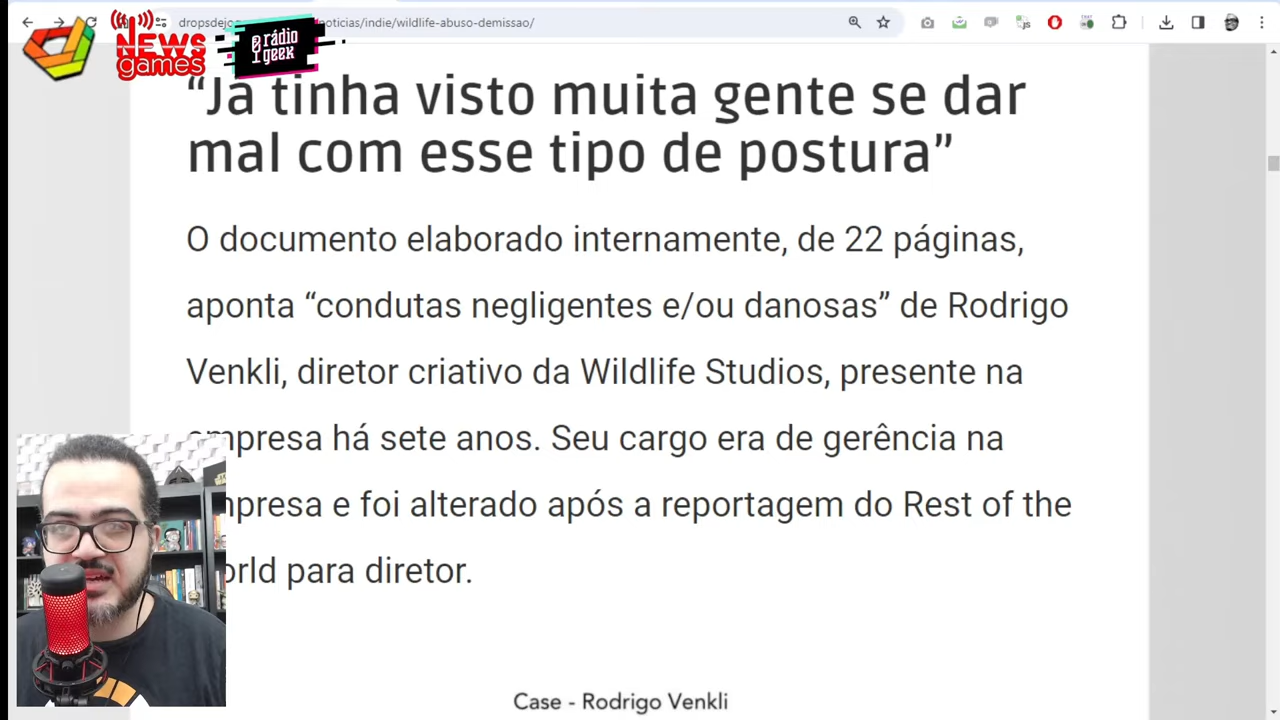 dropsdejo
noticias/indie/wildlife-abuso-demissao/
NEWS
games
rádio
geek
“Já tinha visto muita gente se dar
mal com esse tipo de postura”
O documento elaborado internamente, de 22 páginas,
aponta “condutas negligentes e/ou danosas” de Rodrigo
Venkli, diretor criativo da Wildlife Studios, presente na
empresa há sete anos. Seu cargo era de gerência na
mpresa e foi alterado após a reportagem do Rest of the
orld para diretor.
Case - Rodrigo Venkli